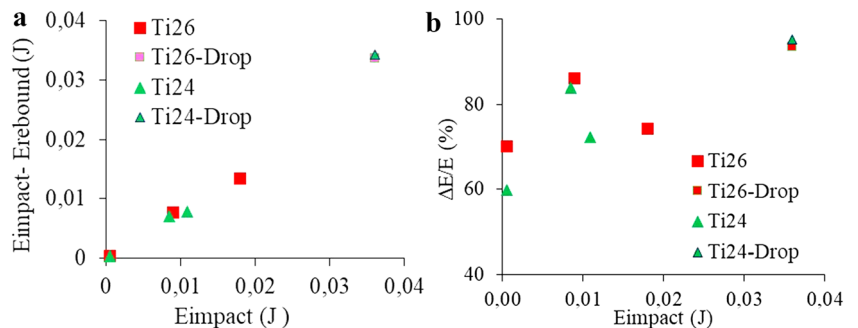 a
Eimpact- Erebound (J)
0,04
0,03
0,02
0,01
0
0
0,01
0,02
0,03
0,04
Eimpact (J )
Ti26
Ti26-Drop
Ti24
Ti24-Drop
b
ΔE/E (%)
100
80
60
40
0,00
0,01
0,02
0,03
0,04
Eimpact (J)
Ti26
Ti26-Drop
Ti24
Ti24-Drop